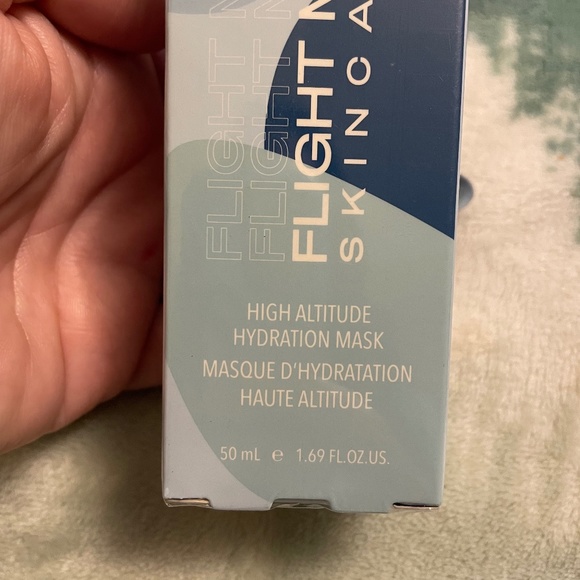 FLIGHT
FLIGHT
FLIGHT
HIGH ALTITUDE
HYDRATION MASK
MASQUE D'HYDRATATION
HAUTE ALTITUDE
50 mL e 1.69 FL.OZ.US.